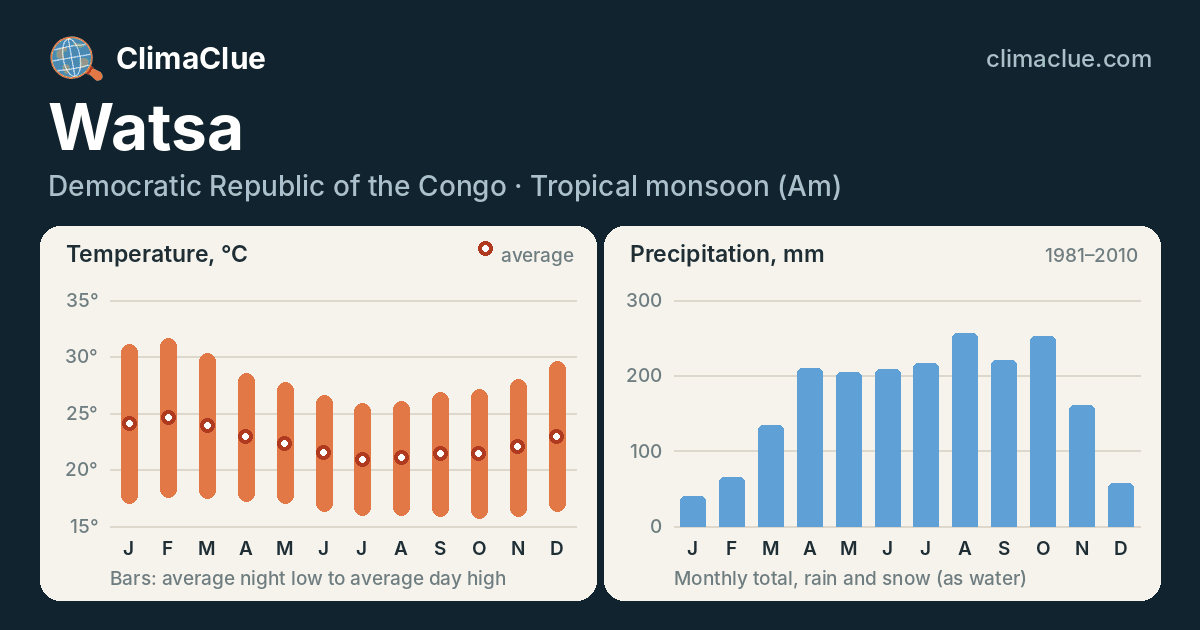 ClimaClue
climaclue.com
Watsa
Democratic Republic of the Congo · Tropical monsoon (Am)
Temperature, °C
average
35°
30°
25°
20°
15°
J F M A M J J A S O N D
Bars: average night low to average day high
Precipitation, mm
1981–2010
300
200
100
0
J F M A M J J A S O N D
Monthly total, rain and snow (as water)